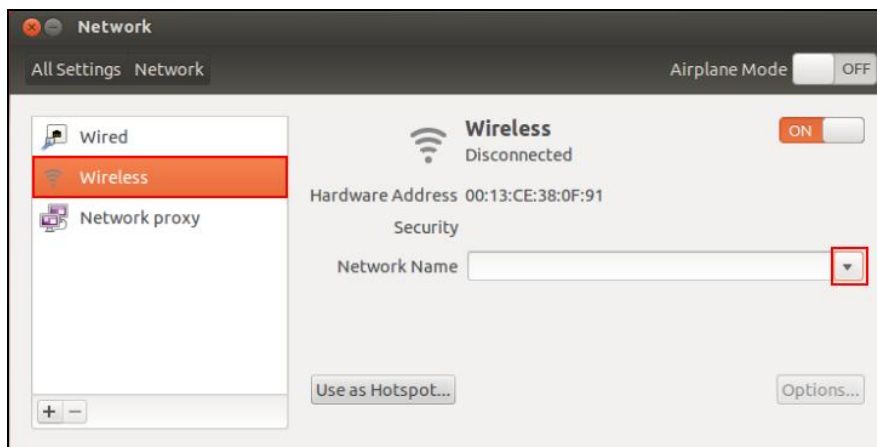 Network
All Settings Network Airplane Mode OFF
Wired
Wireless
Network proxy
Wireless ON
Disconnected
Hardware Address 00:13:CE:38:0F:91
Security
Network Name
Use as Hotspot... Options...
+ −